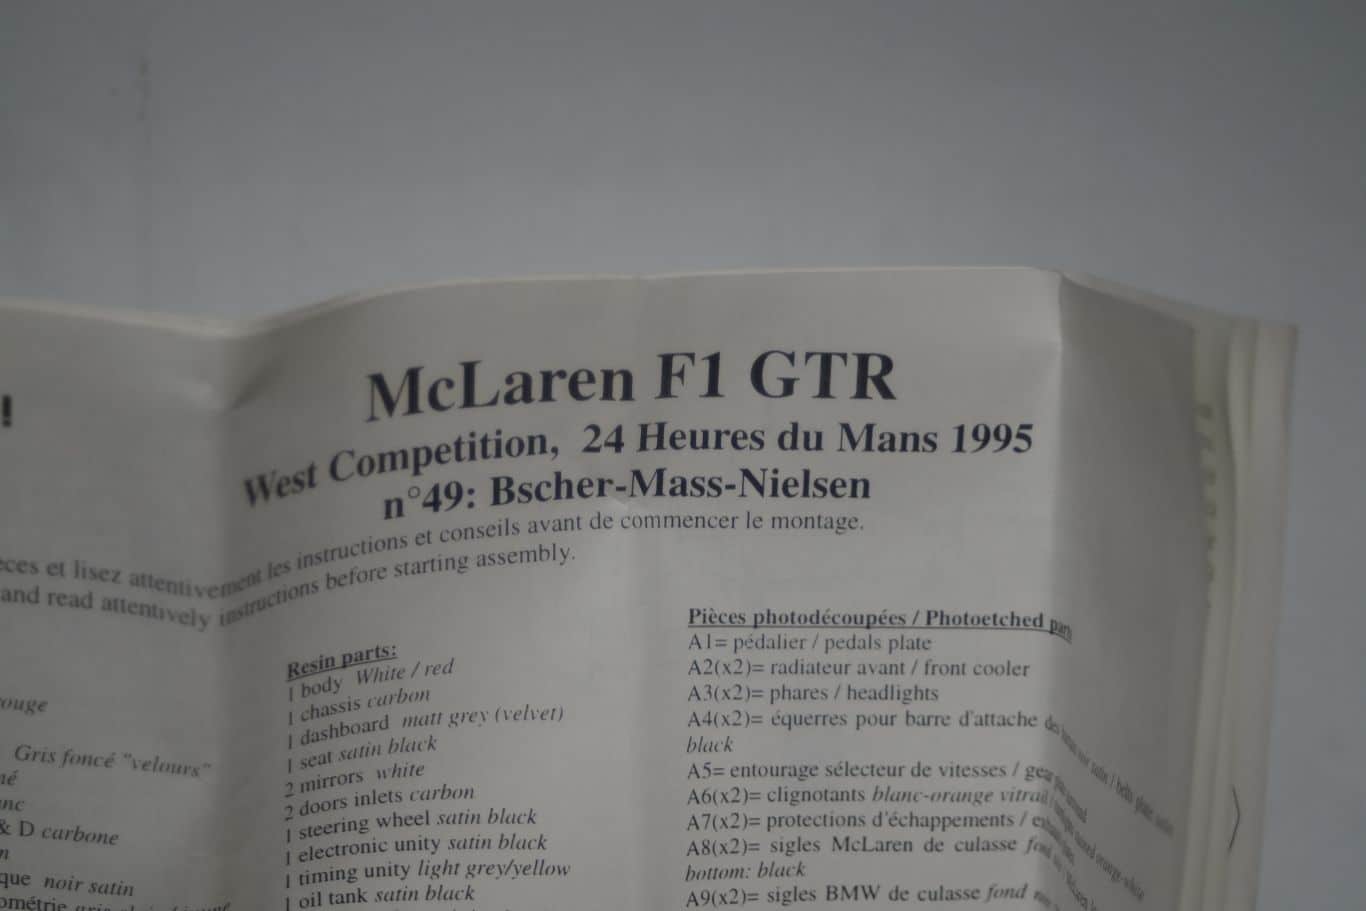 !
McLaren F1 GTR
West Competition, 24 Heures du Mans 1995
n°49: Bscher-Mass-Nielsen
et lisez attentivement les instructions et conseils avant de commencer le montage.
and read attentively instructions before starting assembly.
Gris foncé "velours"
& D carbone
noir satin
Resin parts:
1 body White / red
1 chassis carbon
1 dashboard matt grey (velvet)
1 seat satin black
2 mirrors white
2 doors inlets carbon
1 steering wheel satin black
1 electronic unity satin black
1 timing unity light grey/yellow
1 oil tank satin black
Pièces photodécoupées / Photoetched parts
A1= pédalier / pedals plate
A2(x2)= radiateur avant / front cooler
A3(x2)= phares / headlights
A4(x2)= équerres pour barre d'attache
black
A5= entourage sélecteur de vitesses / gear
A6(x2)= clignotants blanc-orange vitrail
A7(x2)= protections d'échappements /
A8(x2)= sigles McLaren de culasse
bottom: black
A9(x2)= sigles BMW de culasse fond